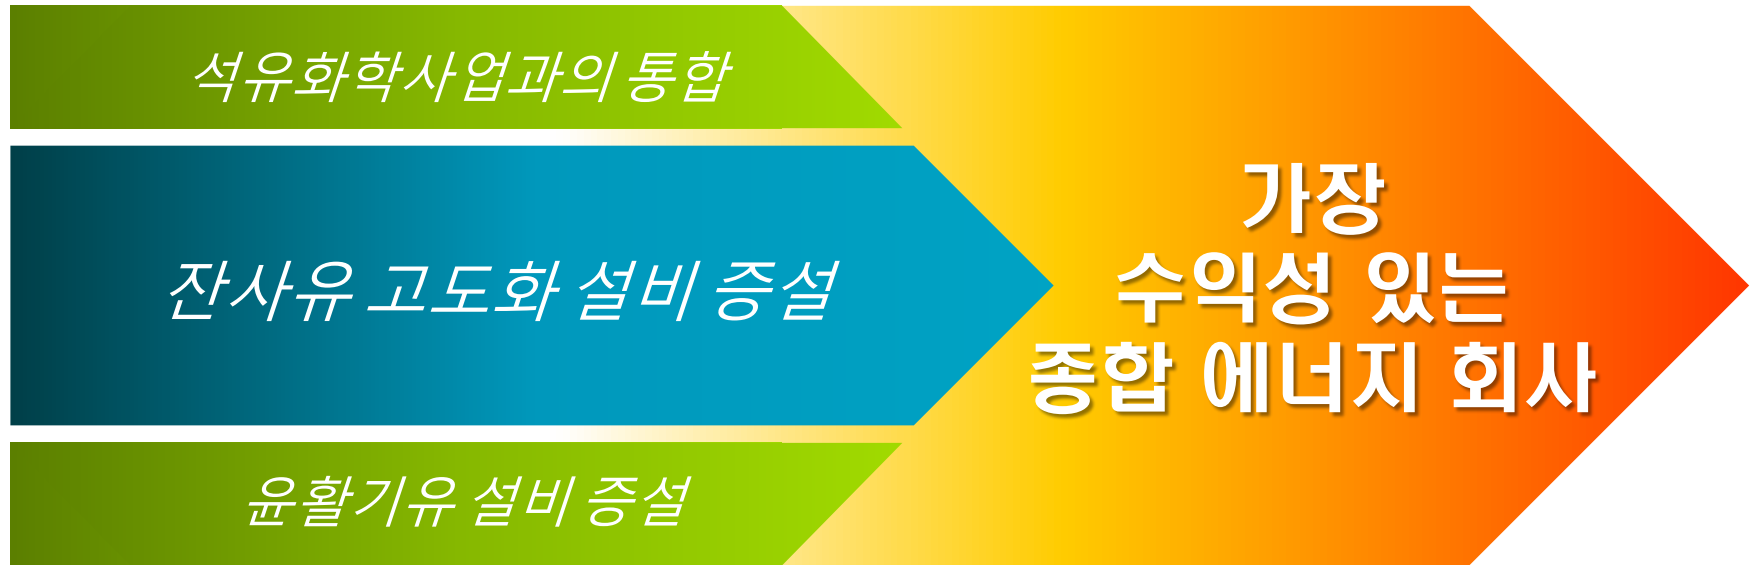 석유화학사업과의 통합
잔사유 고도화 설비 증설
윤활기유 설비 증설
가장
수익성 있는
종합 에너지 회사